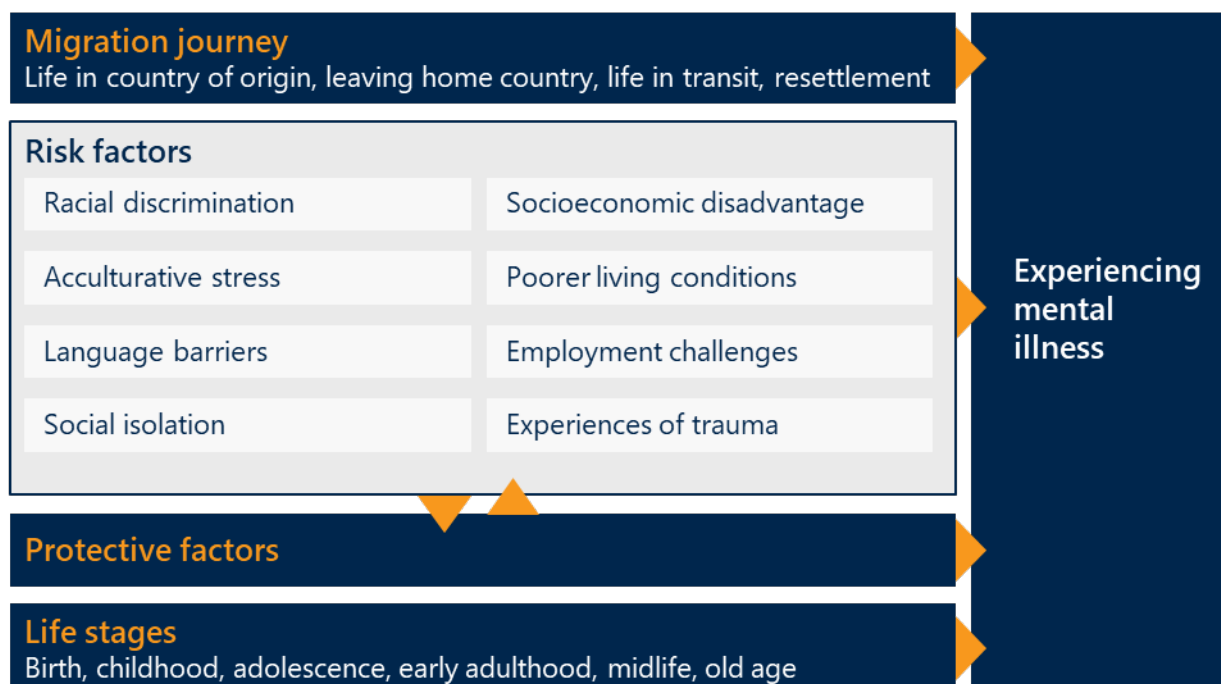 Migration journey
Life in country of origin, leaving home country, life in transit, resettlement
Risk factors
Racial discrimination
Socioeconomic disadvantage
Acculturative stress
Poorer living conditions
Language barriers
Employment challenges
Social isolation
Experiences of trauma
Protective factors
Life stages
Birth, childhood, adolescence, early adulthood, midlife, old age
Experiencing
mental
illness